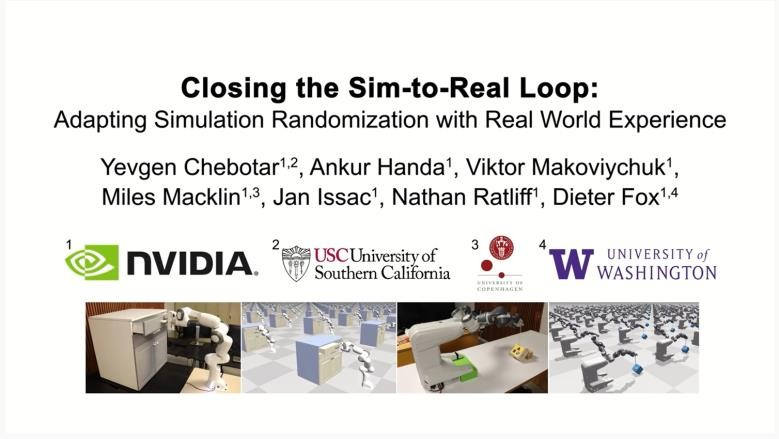 Closing the Sim-to-Real Loop:
Adapting Simulation Randomization with Real World Experience
Yevgen Chebotar1,2, Ankur Handa1, Viktor Makoviychuk1,
Miles Macklin1,3, Jan Issac1, Nathan Ratliff1, Dieter Fox1,4
1 NVIDIA.
2 USC University of
Southern California
3 UNIVERSITY OF
COPENHAGEN
4 W UNIVERSITY of
WASHINGTON